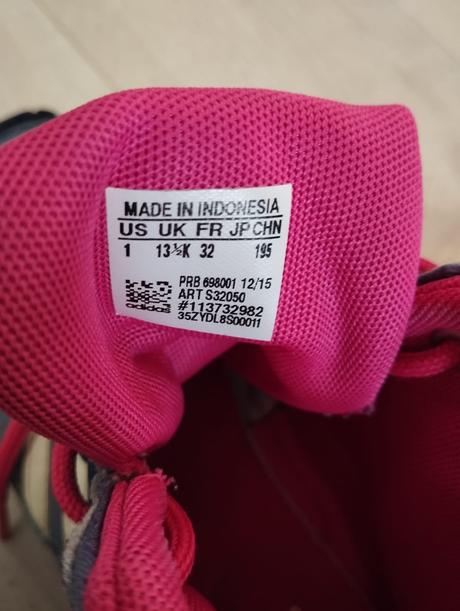 MADE IN INDONESIA
US UK FR JP CHN
1 13½K 32 195
PRB 698001 12/15
ART S32050
#113732982
adidas 35ZYDL8S00011